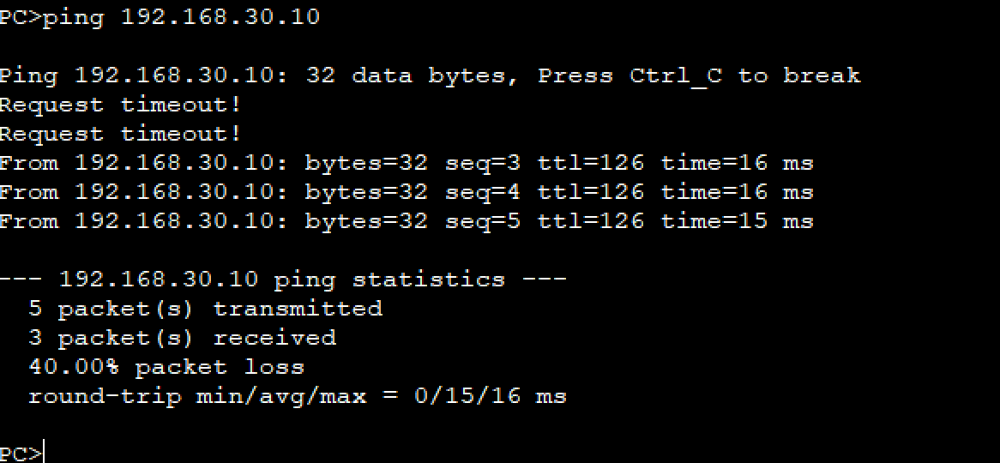 PC>ping 192.168.30.10
Ping 192.168.30.10: 32 data bytes, Press Ctrl_C to break
Request timeout!
Request timeout!
From 192.168.30.10: bytes=32 seq=3 ttl=126 time=16 ms
From 192.168.30.10: bytes=32 seq=4 ttl=126 time=16 ms
From 192.168.30.10: bytes=32 seq=5 ttl=126 time=15 ms
--- 192.168.30.10 ping statistics ---
5 packet(s) transmitted
3 packet(s) received
40.00% packet loss
round-trip min/avg/max = 0/15/16 ms
PC>